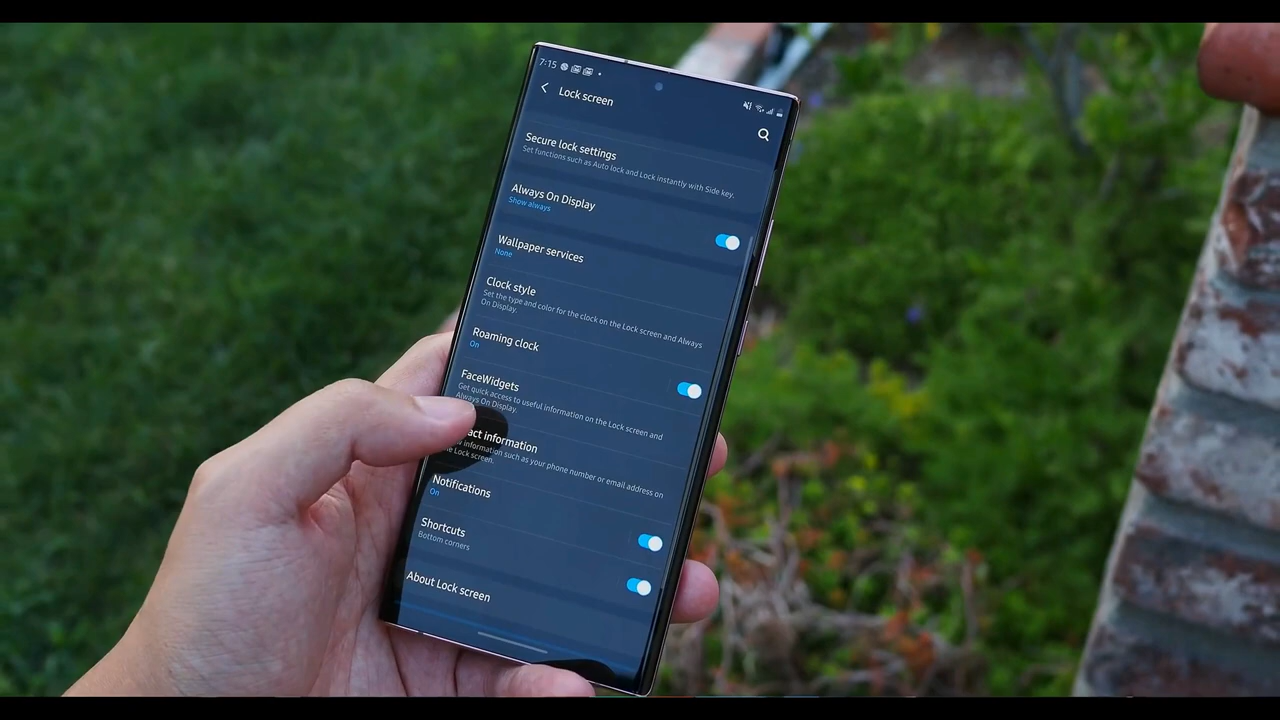 7:15
Lock screen
Secure lock settings
Set functions such as Auto lock and Lock instantly with Side key.
Always On Display
Show always
Wallpaper services
None
Clock style
Set the type and color for the clock on the Lock screen and Always
On Display.
Roaming clock
On
FaceWidgets
Get quick access to useful information on the Lock screen and
Always On Display.
act information
information such as your phone number or email address on
Lock screen.
Notifications
On
Shortcuts
Bottom corners
About Lock screen